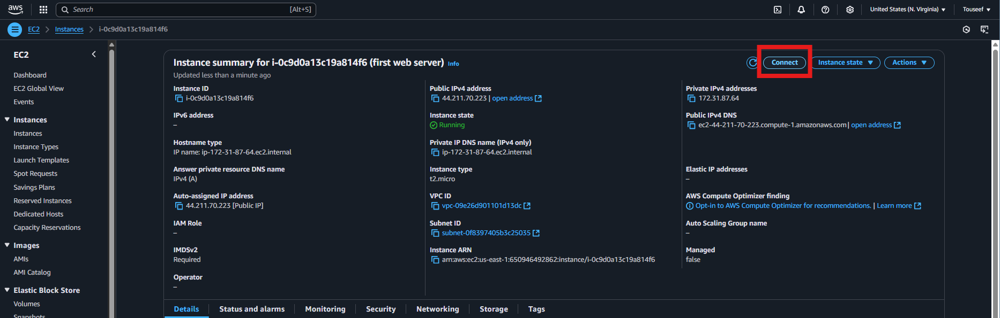 aws
Search [Alt+S]
United States (N. Virginia) Touseef
EC2 Instances i-0c9d0a13c19a814f6
EC2
Dashboard
EC2 Global View
Events
Instances
Instances
Instance Types
Launch Templates
Spot Requests
Savings Plans
Reserved Instances
Dedicated Hosts
Capacity Reservations
Images
AMIs
AMI Catalog
Elastic Block Store
Volumes
Snapshots
Instance summary for i-0c9d0a13c19a814f6 (first web server) Info
Connect Instance state Actions
Updated less than a minute ago
Instance ID
i-0c9d0a13c19a814f6
IPv6 address
–
Hostname type
IP name: ip-172-31-87-64.ec2.internal
Answer private resource DNS name
IPv4 (A)
Auto-assigned IP address
44.211.70.223 [Public IP]
IAM Role
–
IMDSv2
Required
Operator
–
Public IPv4 address
44.211.70.223 | open address
Instance state
Running
Private IP DNS name (IPv4 only)
ip-172-31-87-64.ec2.internal
Instance type
t2.micro
VPC ID
vpc-09e26d901101d13dc
Subnet ID
subnet-0f8397405b3c25035
Instance ARN
arn:aws:ec2:us-east-1:650946492862:instance/i-0c9d0a13c19a814f6
Private IPv4 addresses
172.31.87.64
Public IPv4 DNS
ec2-44-211-70-223.compute-1.amazonaws.com | open address
Elastic IP addresses
–
AWS Compute Optimizer finding
Opt-in to AWS Compute Optimizer for recommendations. | Learn more
Auto Scaling Group name
–
Managed
false
Details Status and alarms Monitoring Security Networking Storage Tags